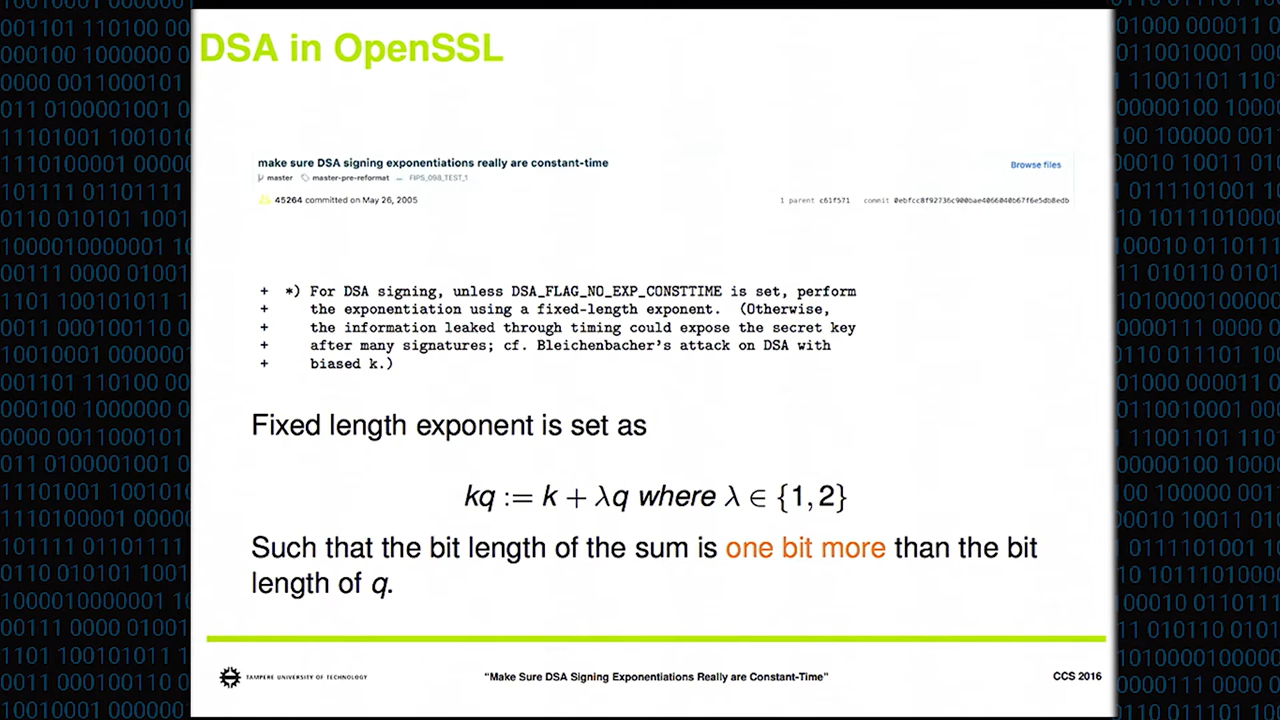 DSA in OpenSSL
make sure DSA signing exponentiations really are constant-time
Browse files
master master-pre-reformat — FIPS_098_TEST_1
45264 committed on May 26, 2005
1 parent c61f571 commit 0ebfcc8f92736c900bae4066040b67f6e5db8edb
+ *) For DSA signing, unless DSA_FLAG_NO_EXP_CONSTTIME is set, perform
+ the exponentiation using a fixed-length exponent. (Otherwise,
+ the information leaked through timing could expose the secret key
+ after many signatures; cf. Bleichenbacher's attack on DSA with
+ biased k.)
Fixed length exponent is set as
kq := k + λq where λ ∈ {1, 2}
Such that the bit length of the sum is one bit more than the bit
length of q.
TAMPERE UNIVERSITY OF TECHNOLOGY
"Make Sure DSA Signing Exponentiations Really are Constant-Time"
CCS 2016